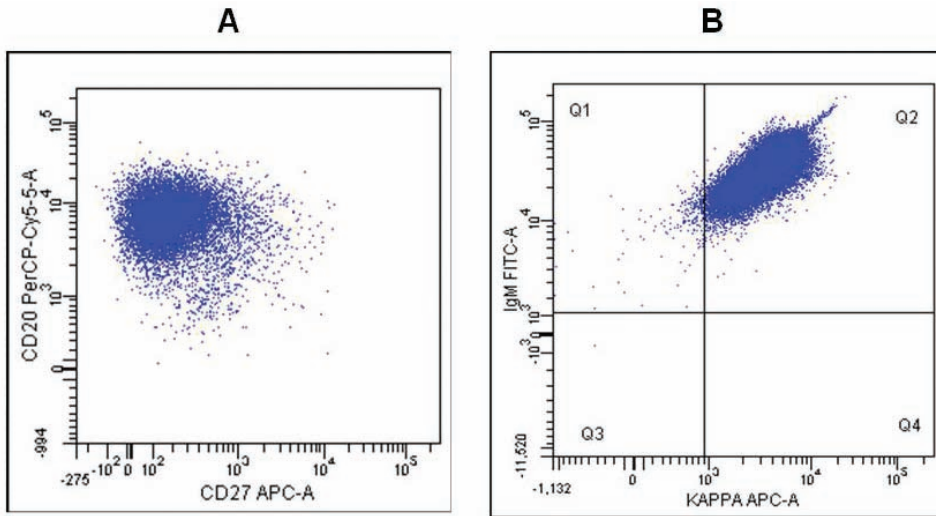 A
CD20 PerCP-Cy5-5-A
10^5
10^4
10^3
0
-994
-275
-10^2
0
10^2
10^3
10^4
10^5
CD27 APC-A
B
IgM FITC-A
Q1
Q2
Q3
Q4
10^5
10^4
10^3
0
-10^3
-11,520
-1,132
0
10^3
10^4
10^5
KAPPA APC-A